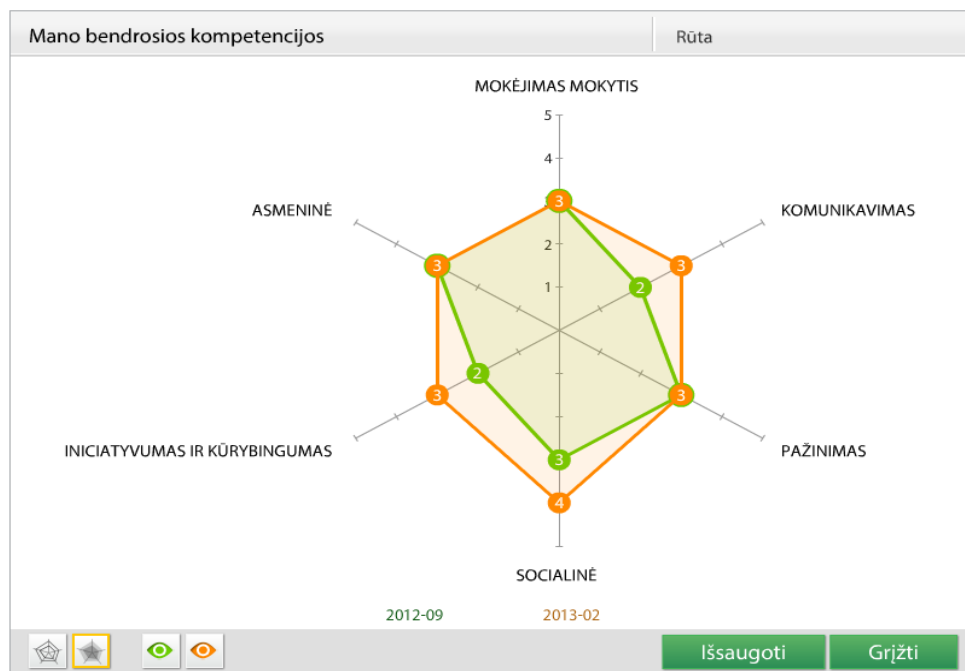 Mano bendrosios kompetencijos
Rūta
MOKĖJIMAS MOKYTIS
5
4
3
2
1
KOMUNIKAVIMAS
3
2
PAŽINIMAS
3
SOCIALINĖ
3
4
INICIATYVUMAS IR KŪRYBINGUMAS
2
3
ASMENINĖ
3
2012-09
2013-02
Išsaugoti
Grįžti